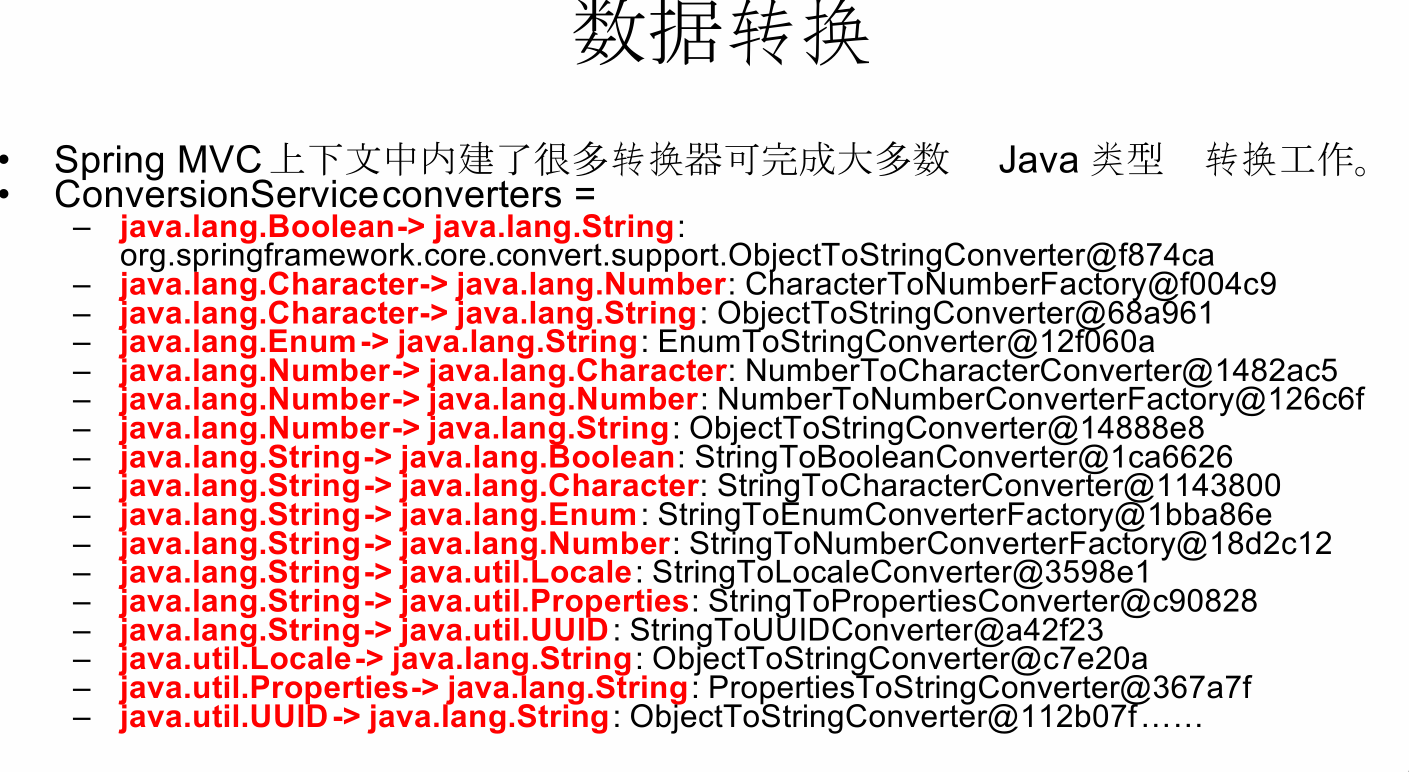 数据转换
• Spring MVC 上下文中内建了很多转换器可完成大多数 Java 类型 转换工作。
• ConversionServiceconverters =
– java.lang.Boolean-> java.lang.String:
org.springframework.core.convert.support.ObjectToStringConverter@f874ca
– java.lang.Character-> java.lang.Number: CharacterToNumberFactory@f004c9
– java.lang.Character-> java.lang.String: ObjectToStringConverter@68a961
– java.lang.Enum-> java.lang.String: EnumToStringConverter@12f060a
– java.lang.Number-> java.lang.Character: NumberToCharacterConverter@1482ac5
– java.lang.Number-> java.lang.Number: NumberToNumberConverterFactory@126c6f
– java.lang.Number-> java.lang.String: ObjectToStringConverter@14888e8
– java.lang.String-> java.lang.Boolean: StringToBooleanConverter@1ca6626
– java.lang.String-> java.lang.Character: StringToCharacterConverter@1143800
– java.lang.String-> java.lang.Enum: StringToEnumConverterFactory@1bba86e
– java.lang.String-> java.lang.Number: StringToNumberConverterFactory@18d2c12
– java.lang.String-> java.util.Locale: StringToLocaleConverter@3598e1
– java.lang.String-> java.util.Properties: StringToPropertiesConverter@c90828
– java.lang.String-> java.util.UUID: StringToUUIDConverter@a42f23
– java.util.Locale-> java.lang.String: ObjectToStringConverter@c7e20a
– java.util.Properties-> java.lang.String: PropertiesToStringConverter@367a7f
– java.util.UUID-> java.lang.String: ObjectToStringConverter@112b07f……